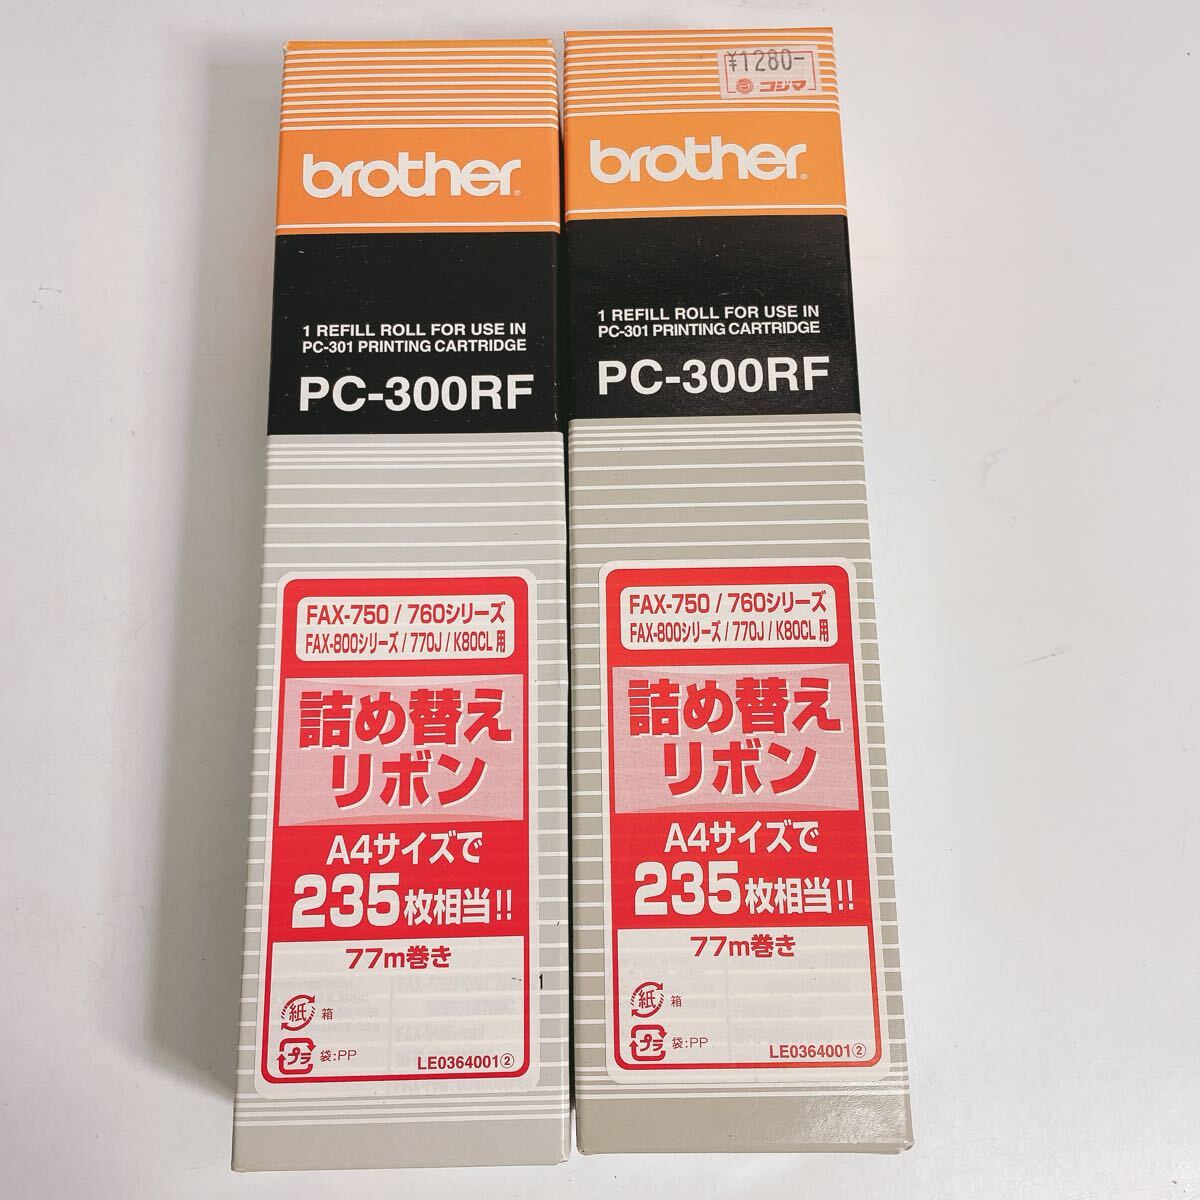 brother®
1 REFILL ROLL FOR USE IN
PC-301 PRINTING CARTRIDGE
PC-300RF
FAX-750 / 760シリーズ
FAX-800シリーズ / 770J / K80CL 用
詰め替え
リボン
A4サイズで
235枚相当!!
77m巻き
紙 箱
プラ 袋:PP
LE0364001②
1
¥1280-
コジマ
brother®
1 REFILL ROLL FOR USE IN
PC-301 PRINTING CARTRIDGE
PC-300RF
FAX-750 / 760シリーズ
FAX-800シリーズ / 770J / K80CL 用
詰め替え
リボン
A4サイズで
235枚相当!!
77m巻き
紙 箱
プラ 袋:PP
LE0364001②